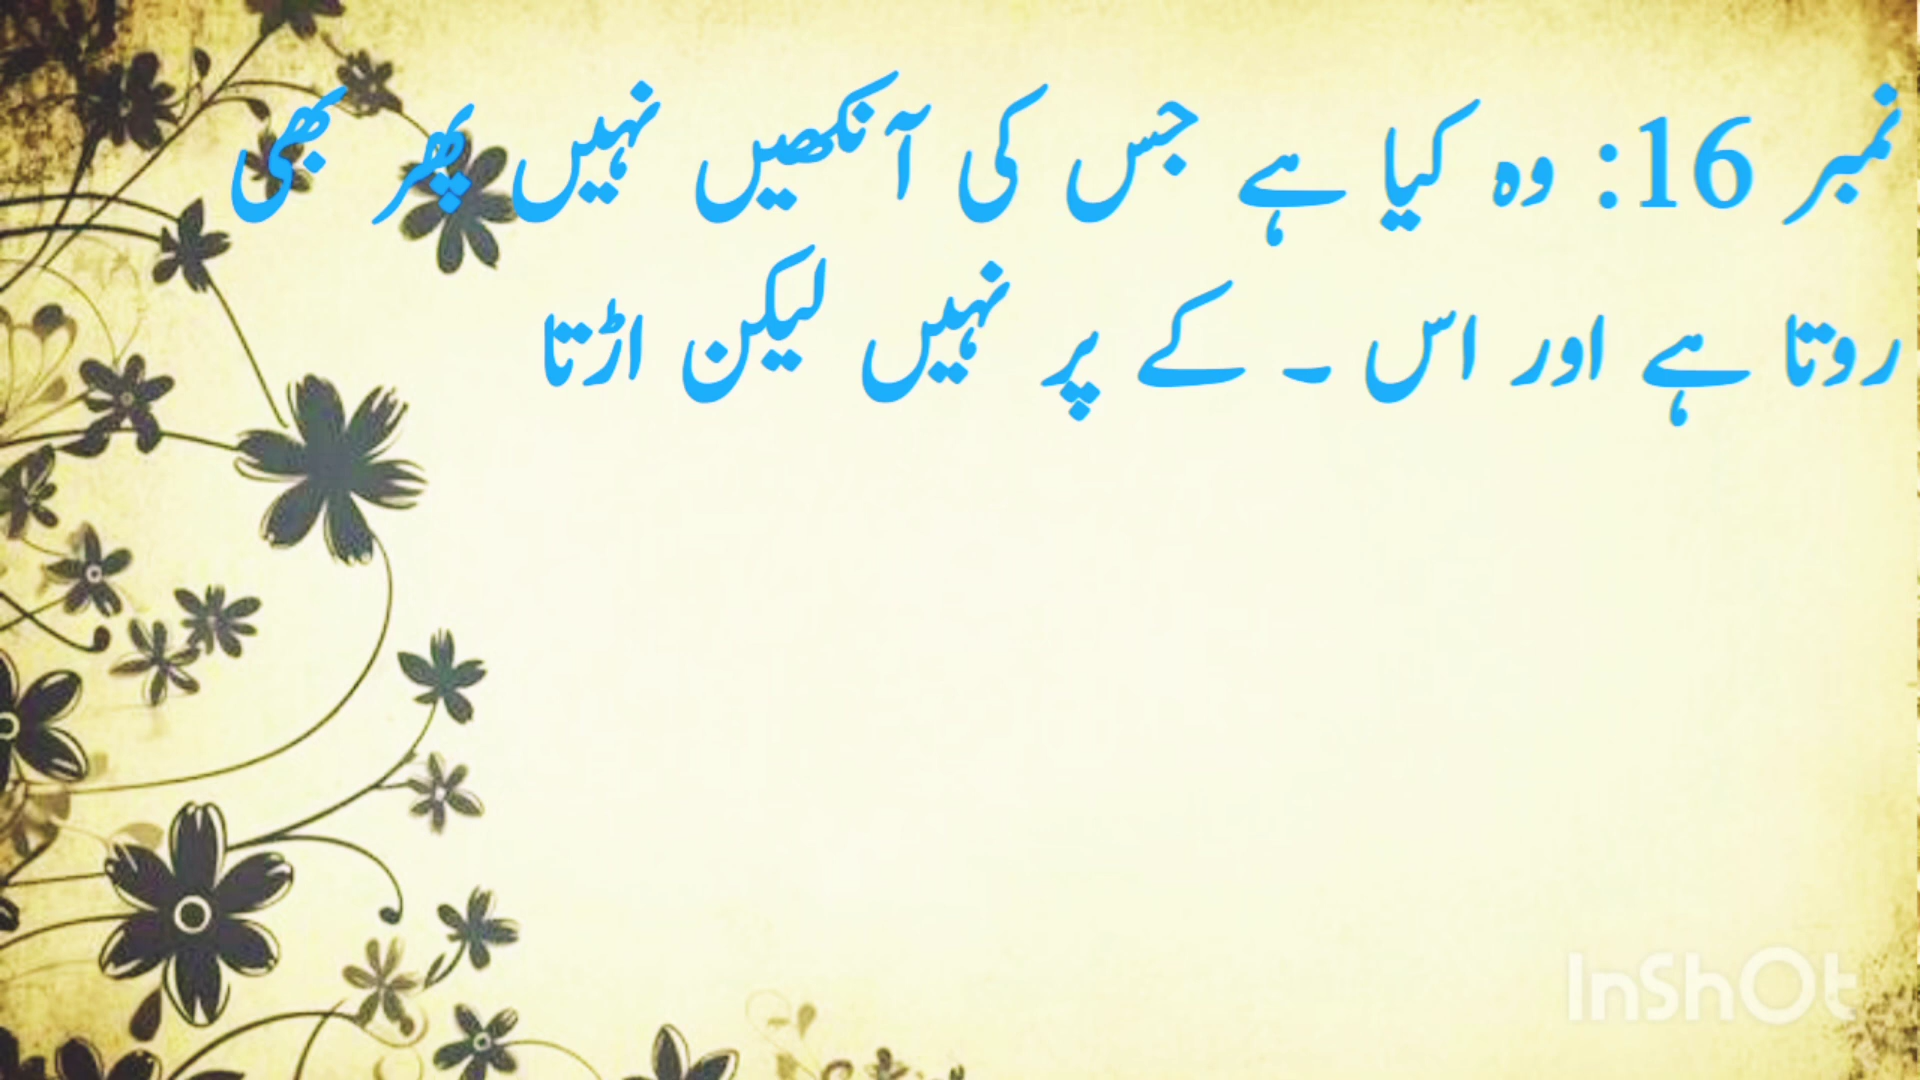 نمبر 16: وہ کیا ہے جس کی آنکھیں نہیں پھر بھی
روتا ہے اور اس ۔ کے پر نہیں لیکن اڑتا
InShOt